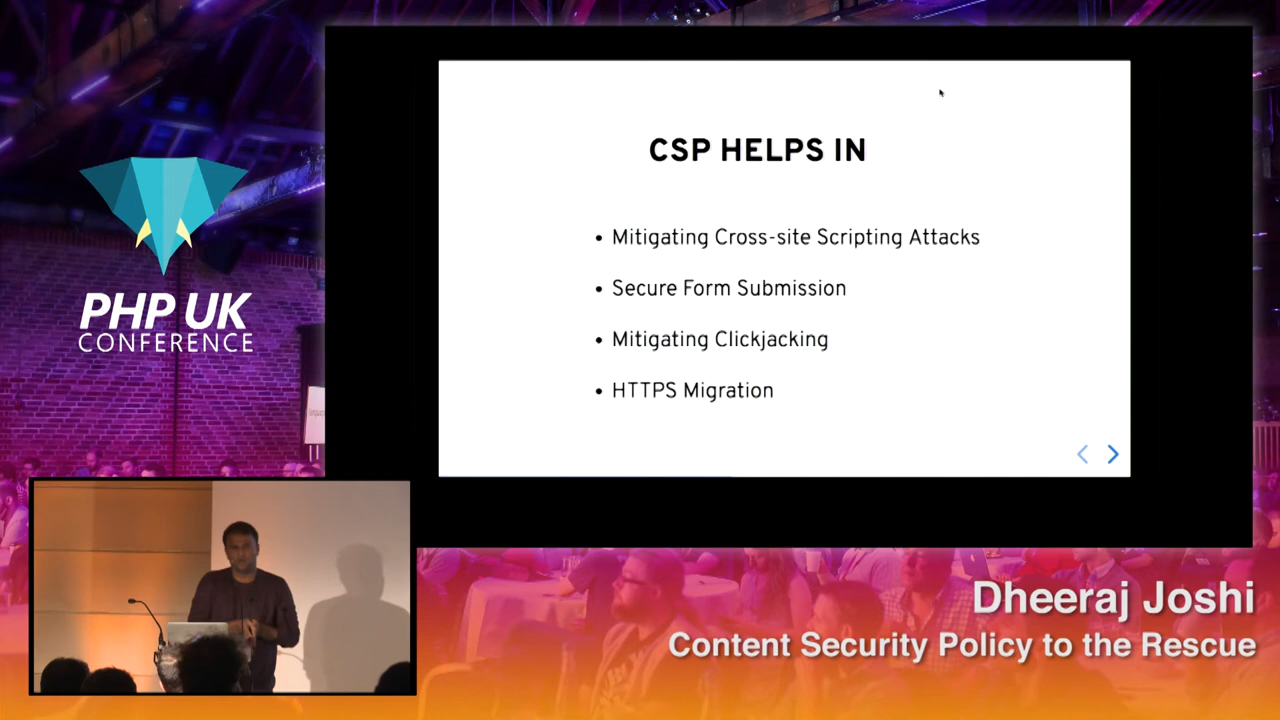 CSP HELPS IN
• Mitigating Cross-site Scripting Attacks
• Secure Form Submission
• Mitigating Clickjacking
• HTTPS Migration
PHP UK
CONFERENCE
Dheeraj Joshi
Content Security Policy to the Rescue